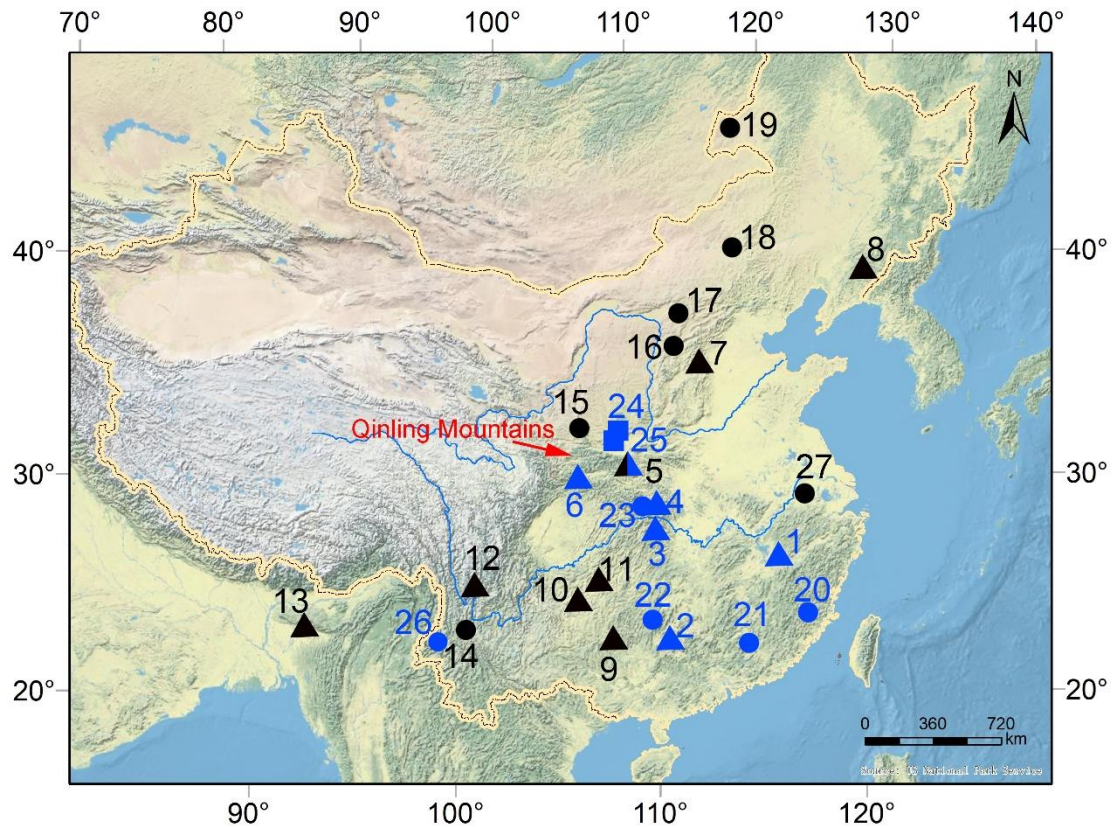 70° 80° 90° 100° 110° 120° 130° 140°
N
19
40° 18 8 40°
17
16 7
15 24
Qinling Mountains 25
30° 5 27 30°
6 23 4
3 1
12 11
13 10 22 20
26 2 21
14 9
20° 20°
0 360 720
km
Source: US National Park Service
90° 100° 110° 120°